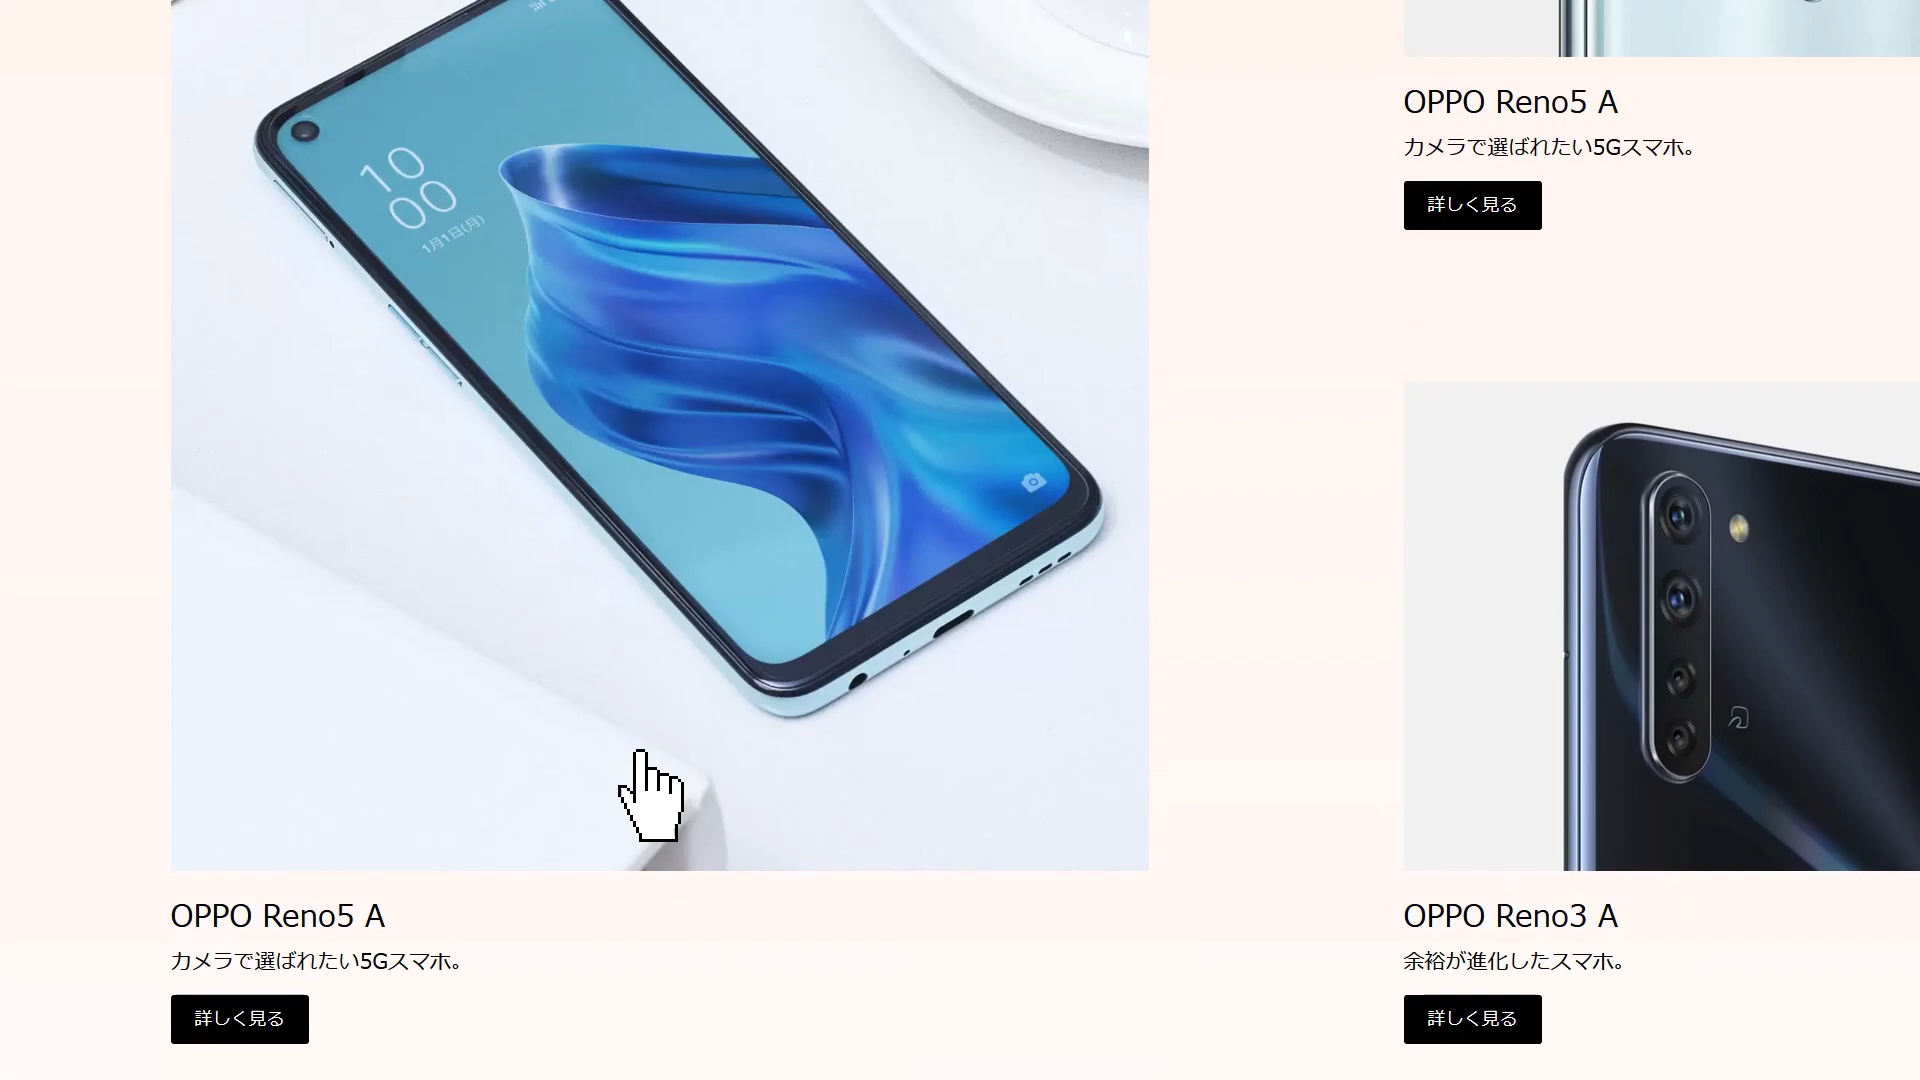 10
00
1月1日(月)
OPPO Reno5 A
カメラで選ばれたい5Gスマホ。
詳しく見る
OPPO Reno5 A
カメラで選ばれたい5Gスマホ。
詳しく見る
OPPO Reno3 A
余裕が進化したスマホ。
詳しく見る